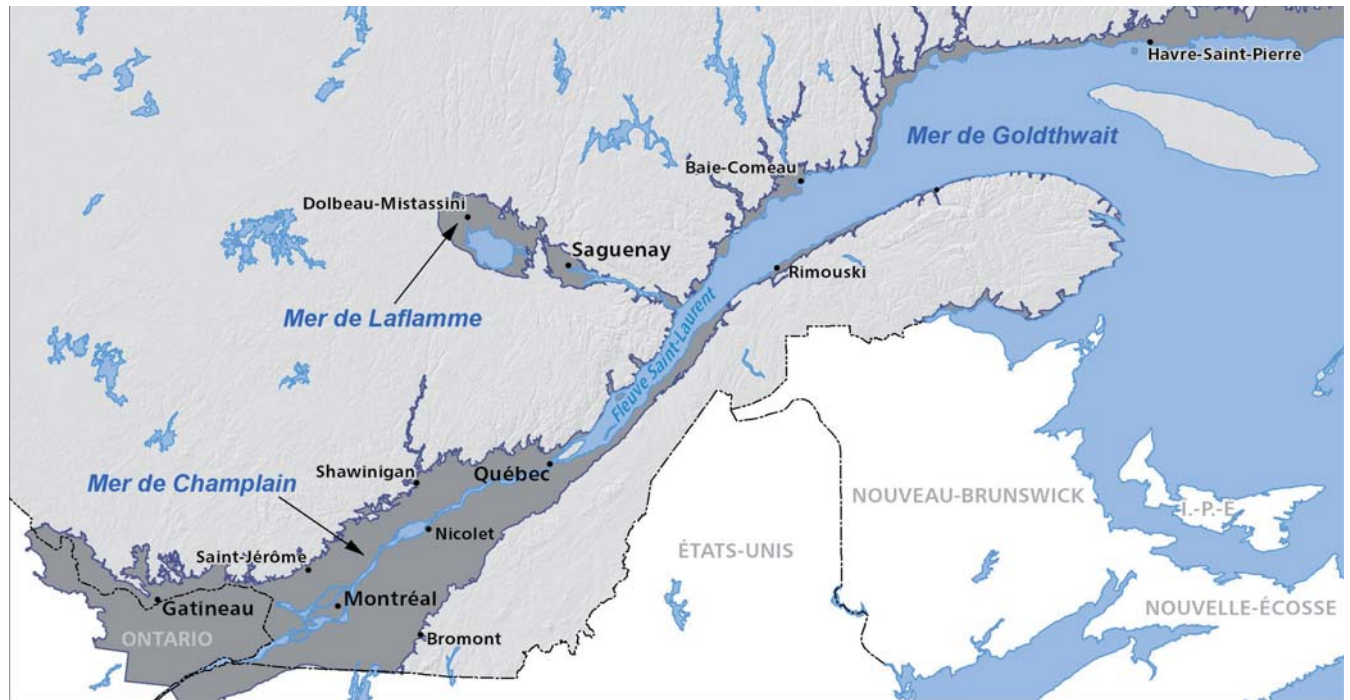 Havre-Saint-Pierre
Mer de Goldthwait
Baie-Comeau
Dolbeau-Mistassini
Saguenay
Rimouski
Mer de Laflamme
Fleuve Saint-Laurent
Shawinigan
Québec
Mer de Champlain
NOUVEAU-BRUNSWICK
I.-P.-E
Nicolet
ÉTATS-UNIS
Saint-Jérôme
Gatineau
Montréal
NOUVELLE-ÉCOSSE
ONTARIO
Bromont